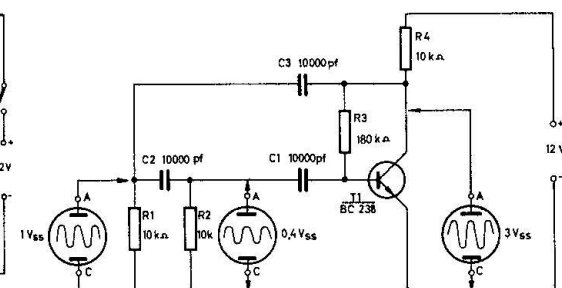 R4
10 kΩ
C3 10000 pf
+
R3
180 kΩ
+
2V
12 V
C2 10000 pf
C1 10000pf
-
-
T1
BC 238
A
A
A
R1
10 kΩ
R2
10k
1 Vss
0,4 Vss
3 Vss
C
C
C